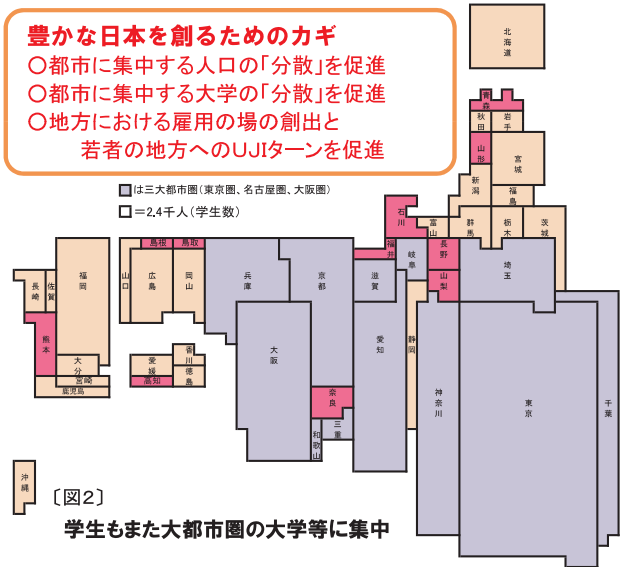 豊かな日本を創るためのカギ
〇都市に集中する人口の「分散」を促進
〇都市に集中する大学の「分散」を促進
〇地方における雇用の場の創出と
若者の地方へのUJIターンを促進
は三大都市圏(東京圏、名古屋圏、大阪圏)
=2.4千人(学生数)
北海道
青森
秋田
岩手
山形
宮城
新潟
福島
石川
富山
群馬
栃木
茨城
福井
岐阜
長野
埼玉
山梨
島根
鳥取
兵庫
京都
滋賀
山口
広島
岡山
福岡
長崎
佐賀
熊本
大分
宮崎
鹿児島
愛媛
香川
高知
徳島
大阪
奈良
和歌山
三重
愛知
静岡
神奈川
東京
千葉
沖縄
〔図2〕
学生もまた大都市圏の大学等に集中